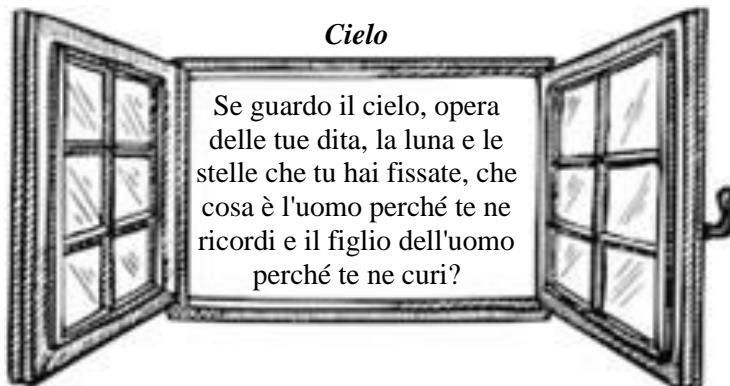 Cielo
Se guardo il cielo, opera
delle tue dita, la luna e le
stelle che tu hai fissate, che
cosa è l'uomo perché te ne
ricordi e il figlio dell'uomo
perché te ne curi?